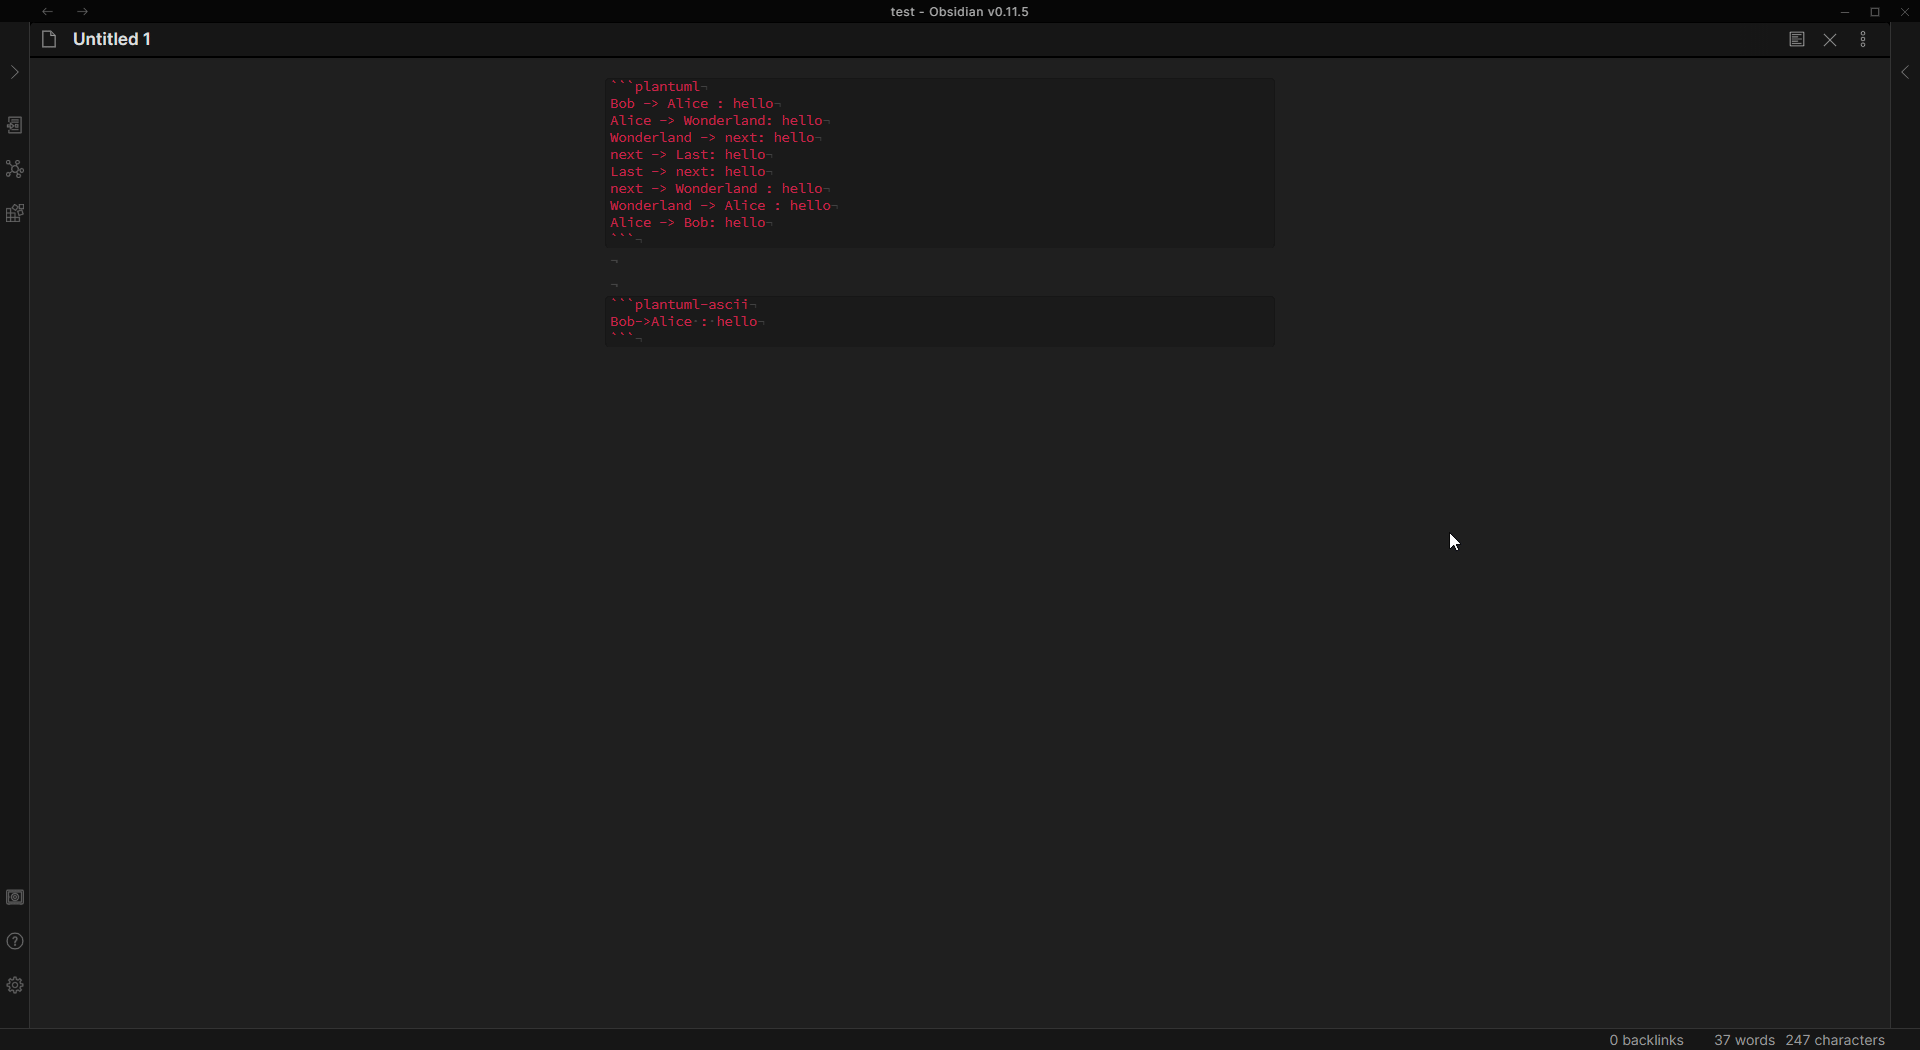 test - Obsidian v0.11.5
Untitled 1
```plantuml¬
Bob -> Alice : hello¬
Alice -> Wonderland: hello¬
Wonderland -> next: hello¬
next -> Last: hello¬
Last -> next: hello¬
next -> Wonderland : hello¬
Wonderland -> Alice : hello¬
Alice -> Bob: hello¬
```¬
¬
¬
```plantuml-ascii¬
Bob->Alice·:·hello¬
```¬
0 backlinks 37 words 247 characters